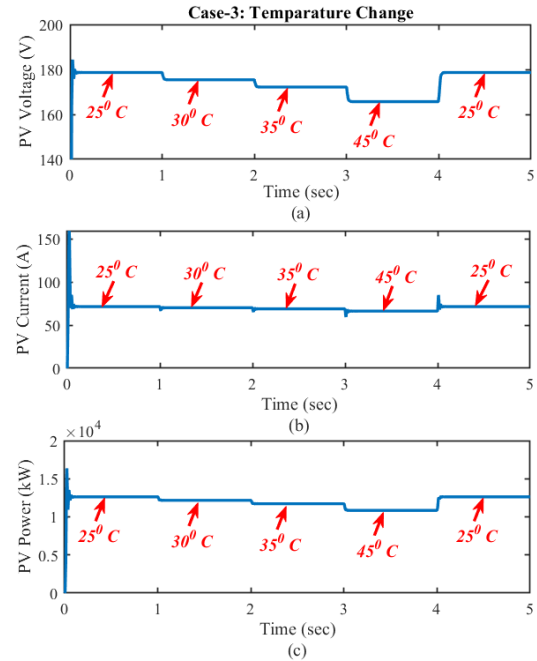 Case-3: Temparature Change
PV Voltage (V)
200
180
160
140
25⁰ C
30⁰ C
35⁰ C
45⁰ C
25⁰ C
0 1 2 3 4 5
Time (sec)
(a)
PV Current (A)
150
100
50
0
25⁰ C
30⁰ C
35⁰ C
45⁰ C
25⁰ C
0 1 2 3 4 5
Time (sec)
(b)
×10⁴
PV Power (kW)
2
1.5
1
0.5
0
25⁰ C
30⁰ C
35⁰ C
45⁰ C
25⁰ C
0 1 2 3 4 5
Time (sec)
(c)